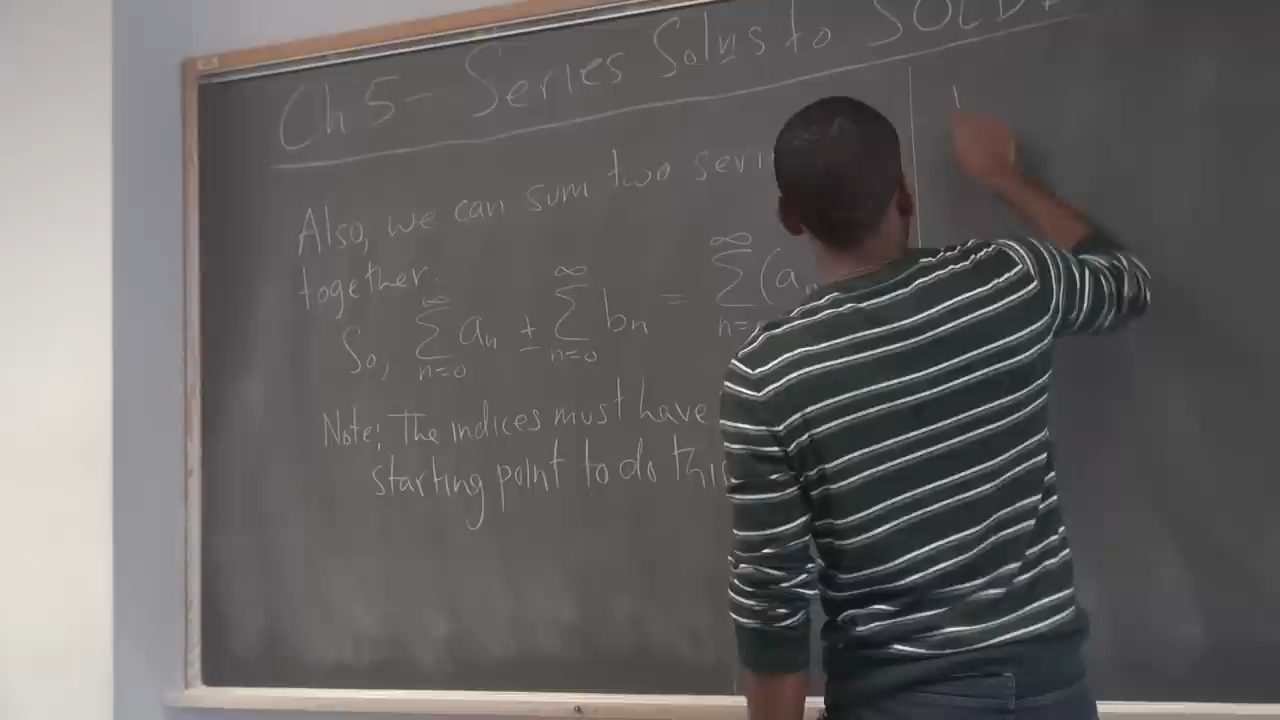 Ch 5 - Series Solns to SOLDE
Also, we can sum two seri
together.
So, ∞∑n=0 an ± ∞∑n=0 bn = ∞∑n= (an
Note: The indices must have
starting point to do this